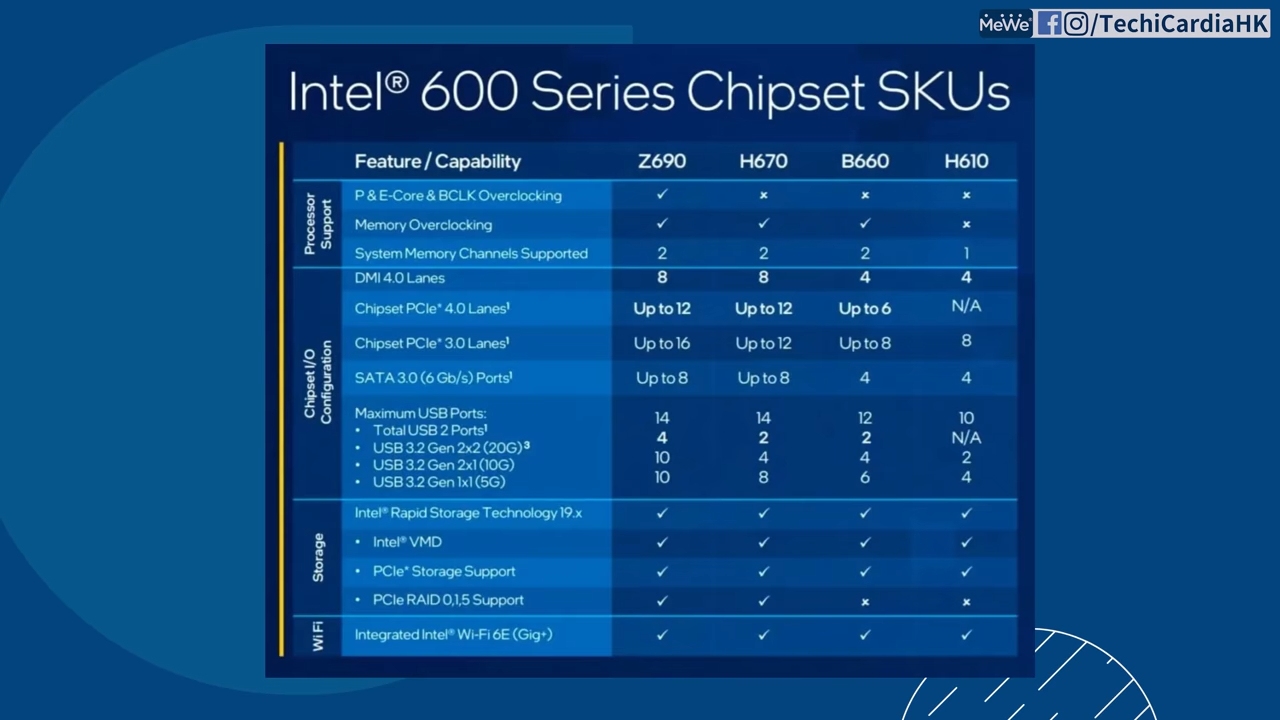 MeWe /TechiCardiaHK
Intel® 600 Series Chipset SKUs
Feature / Capability Z690 H670 B660 H610
Processor Support
P & E-Core & BCLK Overclocking ✓ x x x
Memory Overclocking ✓ ✓ ✓ x
System Memory Channels Supported 2 2 2 1
Chipset I/O Configuration
DMI 4.0 Lanes 8 8 4 4
Chipset PCIe* 4.0 Lanes¹ Up to 12 Up to 12 Up to 6 N/A
Chipset PCIe* 3.0 Lanes¹ Up to 16 Up to 12 Up to 8 8
SATA 3.0 (6 Gb/s) Ports¹ Up to 8 Up to 8 4 4
Maximum USB Ports:
• Total USB 2 Ports¹ 14 14 12 10
• USB 3.2 Gen 2x2 (20G)³ 4 2 2 N/A
• USB 3.2 Gen 2x1 (10G) 10 4 4 2
• USB 3.2 Gen 1x1 (5G) 10 8 6 4
Storage
Intel® Rapid Storage Technology 19.x ✓ ✓ ✓ ✓
• Intel® VMD ✓ ✓ ✓ ✓
• PCIe* Storage Support ✓ ✓ ✓ ✓
• PCIe RAID 0,1,5 Support ✓ ✓ x x
Wi Fi
Integrated Intel® Wi-Fi 6E (Gig+) ✓ ✓ ✓ ✓